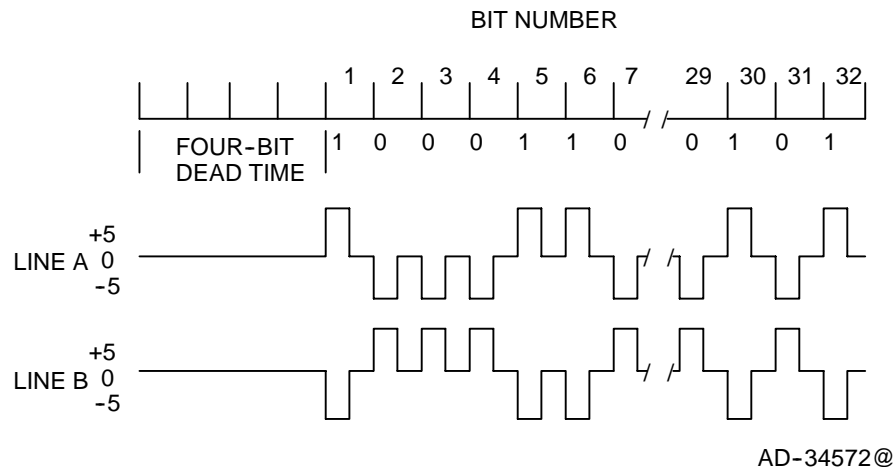 BIT NUMBER
1 2 3 4 5 6 7 29 30 31 32
FOUR-BIT
DEAD TIME
1 0 0 0 1 1 0 0 1 0 1
+5
LINE A 0
-5
+5
LINE B 0
-5
AD-34572@